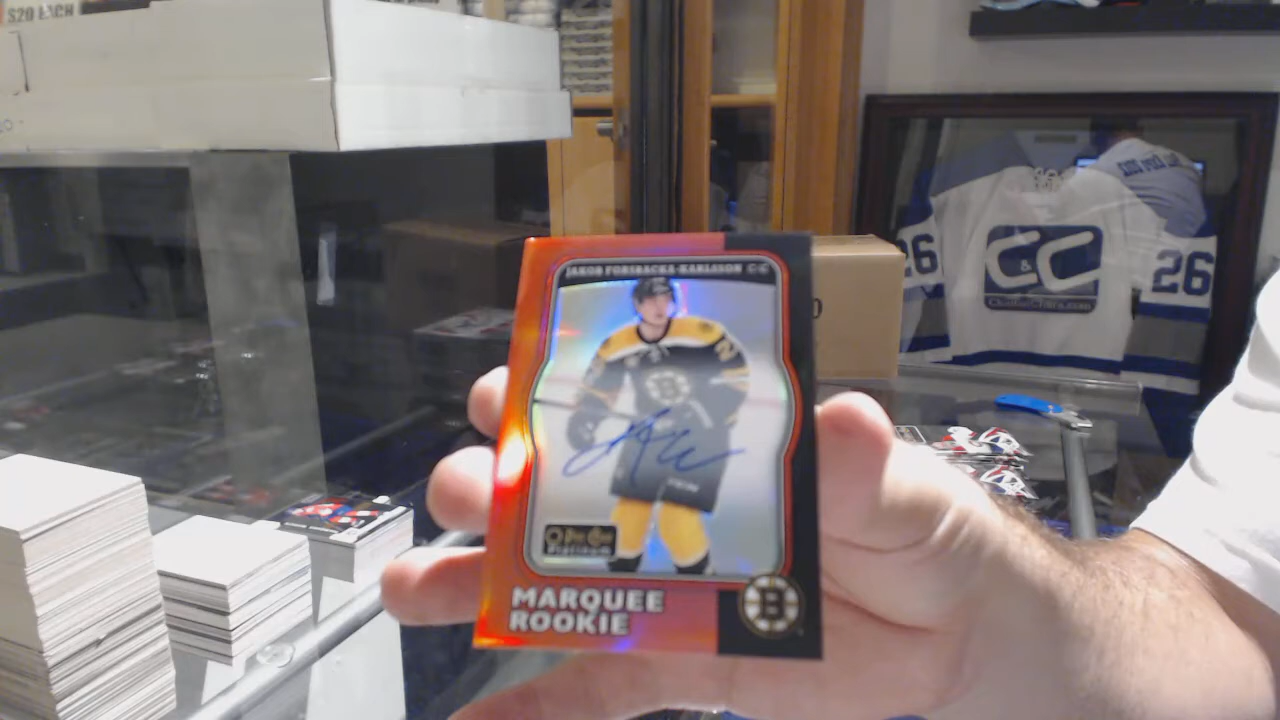 $20 EACH
JAKOB FORSBACKA-KARLSSON C-C
O-Pee-Chee
Platinum
MARQUEE
ROOKIE
B
C&C
26
26